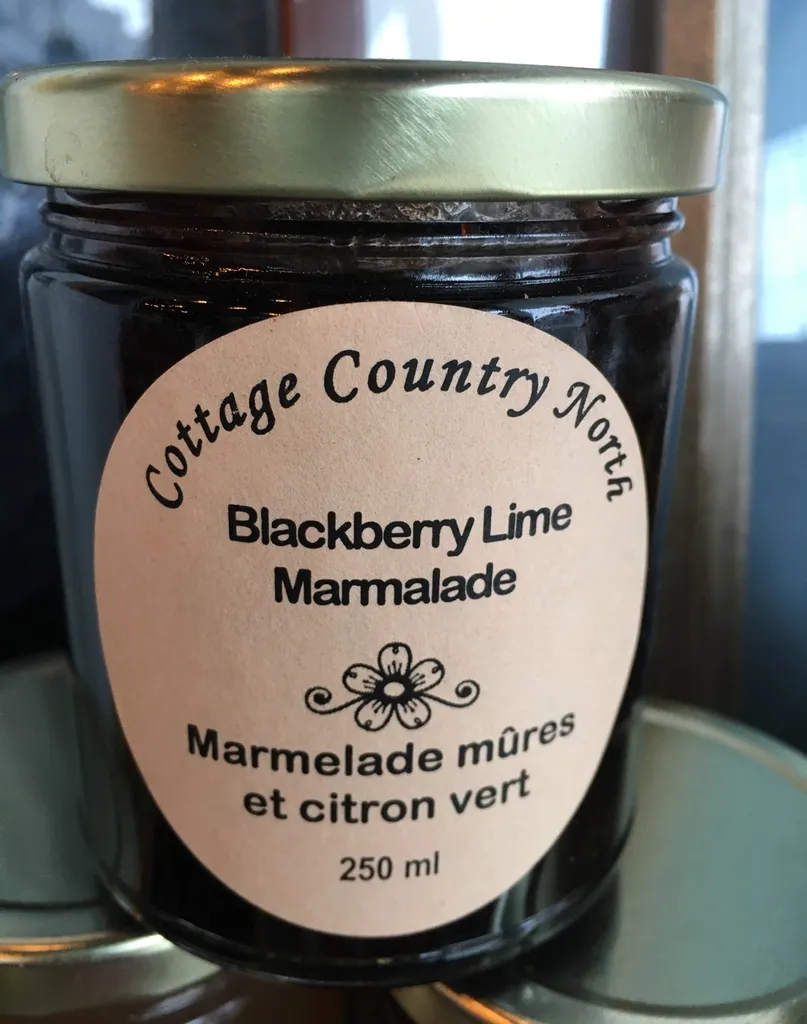 Cottage Country North
Blackberry Lime
Marmalade
Marmelade mûres
et citron vert
250 ml